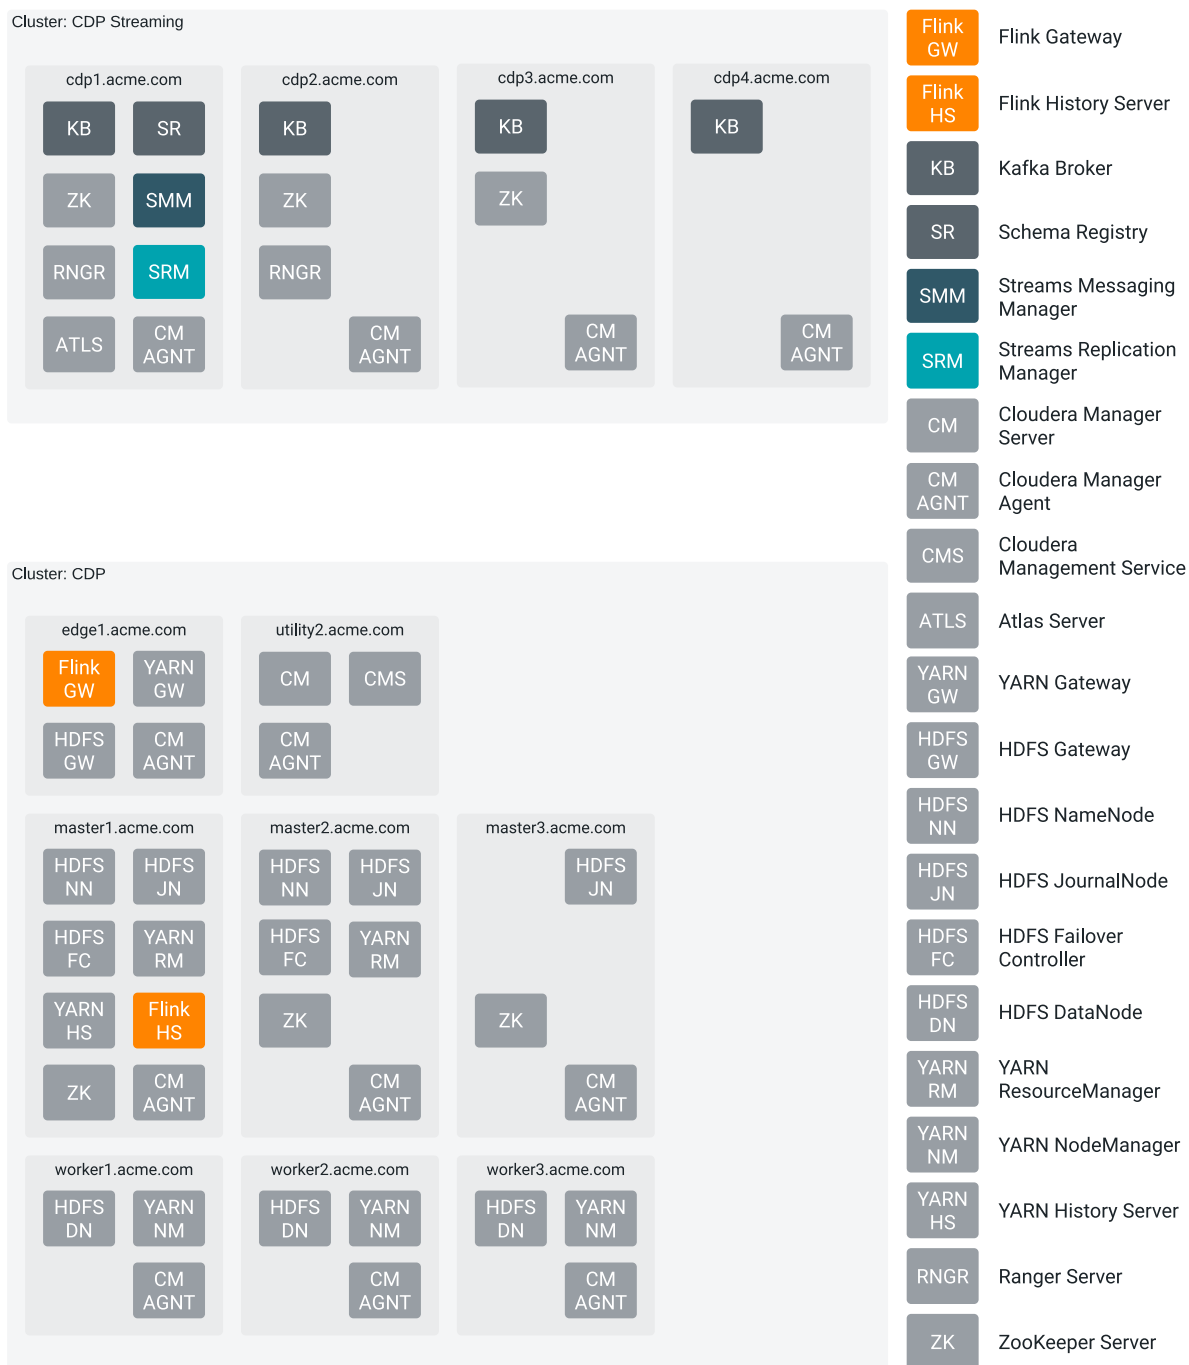 Cluster: CDP Streaming
cdp1.acme.com
KB
SR
ZK
SMM
RNGR
SRM
ATLS
CM
AGNT
cdp2.acme.com
KB
ZK
RNGR
CM
AGNT
cdp3.acme.com
KB
ZK
CM
AGNT
cdp4.acme.com
KB
CM
AGNT
Cluster: CDP
edge1.acme.com
Flink
GW
YARN
GW
HDFS
GW
CM
AGNT
utility2.acme.com
CM
CMS
CM
AGNT
master1.acme.com
HDFS
NN
HDFS
JN
HDFS
FC
YARN
RM
YARN
HS
Flink
HS
ZK
CM
AGNT
master2.acme.com
HDFS
NN
HDFS
JN
HDFS
FC
YARN
RM
ZK
CM
AGNT
master3.acme.com
HDFS
JN
ZK
CM
AGNT
worker1.acme.com
HDFS
DN
YARN
NM
CM
AGNT
worker2.acme.com
HDFS
DN
YARN
NM
CM
AGNT
worker3.acme.com
HDFS
DN
YARN
NM
CM
AGNT
Flink
GW
Flink Gateway
Flink
HS
Flink History Server
KB
Kafka Broker
SR
Schema Registry
SMM
Streams Messaging
Manager
SRM
Streams Replication
Manager
CM
Cloudera Manager
Server
CM
AGNT
Cloudera Manager
Agent
CMS
Cloudera
Management Service
ATLS
Atlas Server
YARN
GW
YARN Gateway
HDFS
GW
HDFS Gateway
HDFS
NN
HDFS NameNode
HDFS
JN
HDFS JournalNode
HDFS
FC
HDFS Failover
Controller
HDFS
DN
HDFS DataNode
YARN
RM
YARN
ResourceManager
YARN
NM
YARN NodeManager
YARN
HS
YARN History Server
RNGR
Ranger Server
ZK
ZooKeeper Server